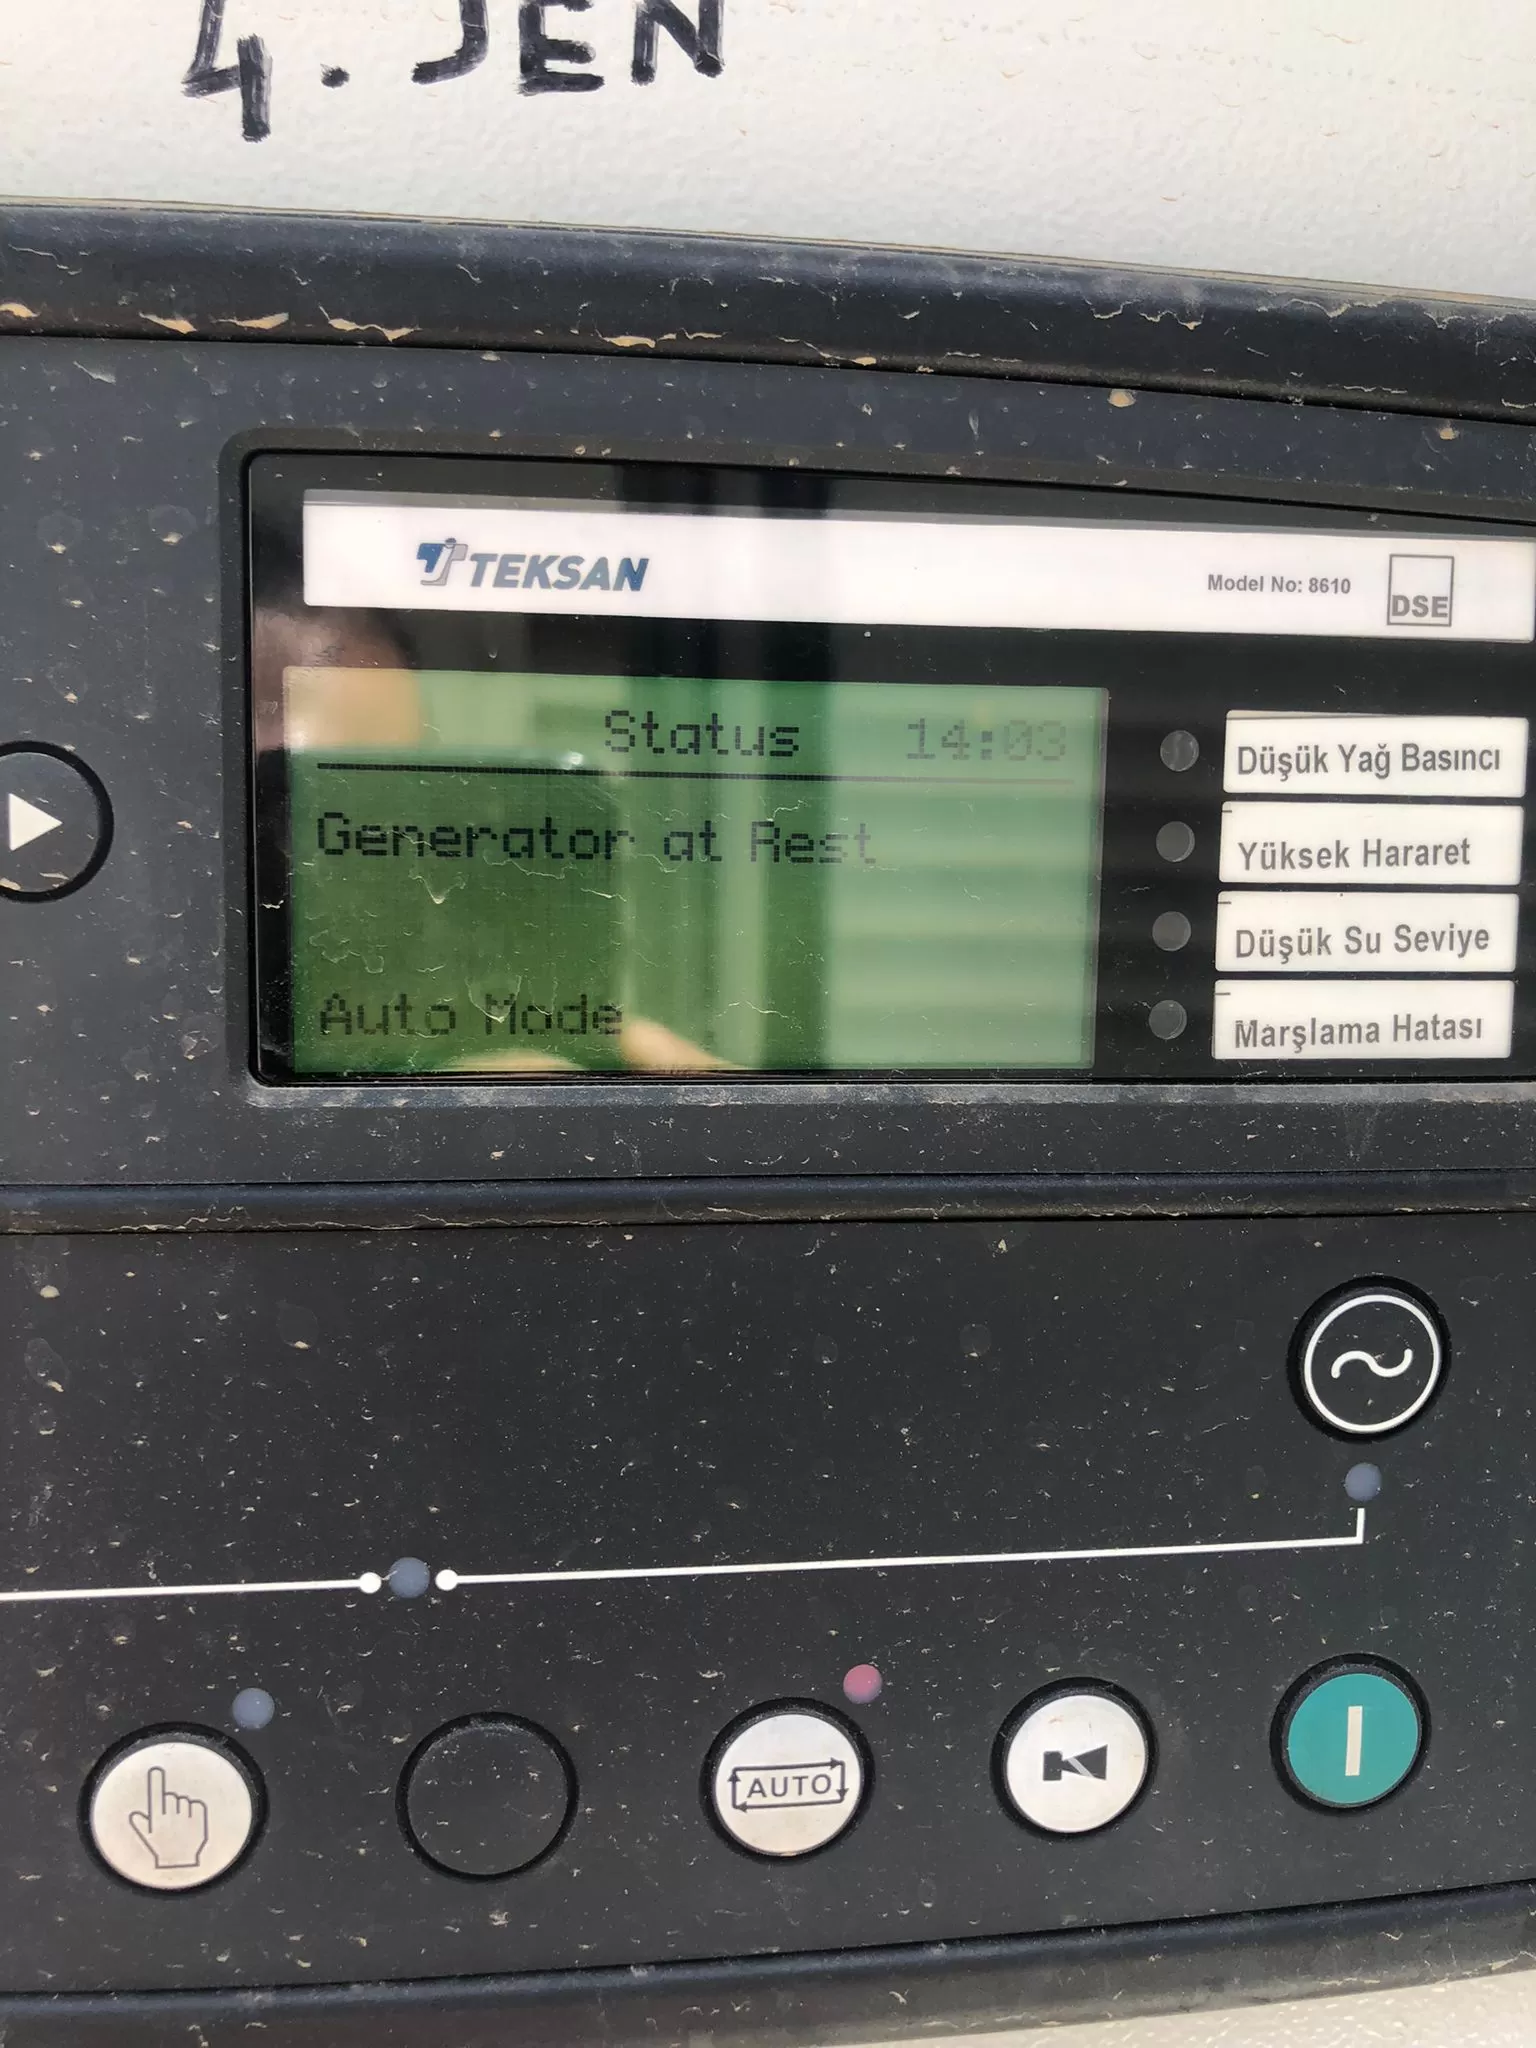 4. JEN
TEKSAN
Model No: 8610
DSE
Status 14:03
Generator at Rest
Auto Mode
Düşük Yağ Basıncı
Yüksek Hararet
Düşük Su Seviye
Marşlama Hatası
AUTO